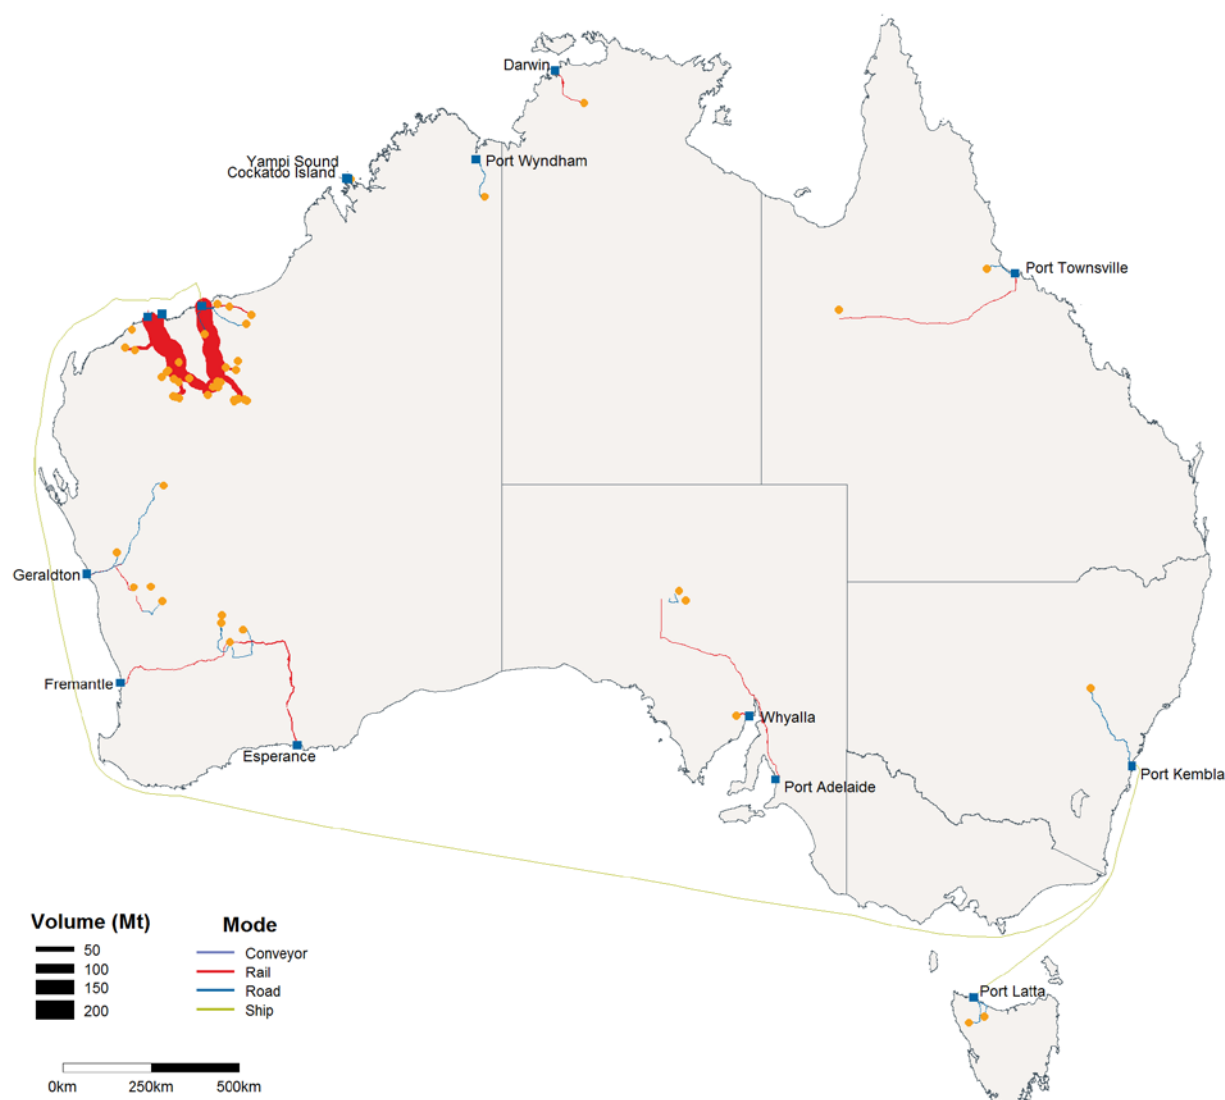 Darwin
Yampi Sound
Cockatoo Island
Port Wyndham
Port Townsville
Geraldton
Fremantle
Esperance
Whyalla
Port Adelaide
Port Kembla
Port Latta
Volume (Mt)
50
100
150
200
Mode
Conveyor
Rail
Road
Ship
0km 250km 500km